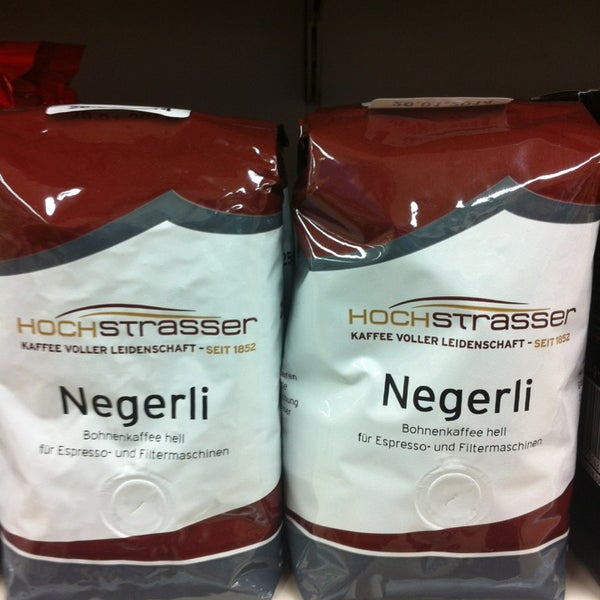 HOCHSTRASSER
KAFFEE VOLLER LEIDENSCHAFT – SEIT 1852
Negerli
Bohnenkaffee hell
für Espresso- und Filtermaschinen
HOCHSTRASSER
KAFFEE VOLLER LEIDENSCHAFT – SEIT 1852
Negerli
Bohnenkaffee hell
für Espresso- und Filtermaschinen